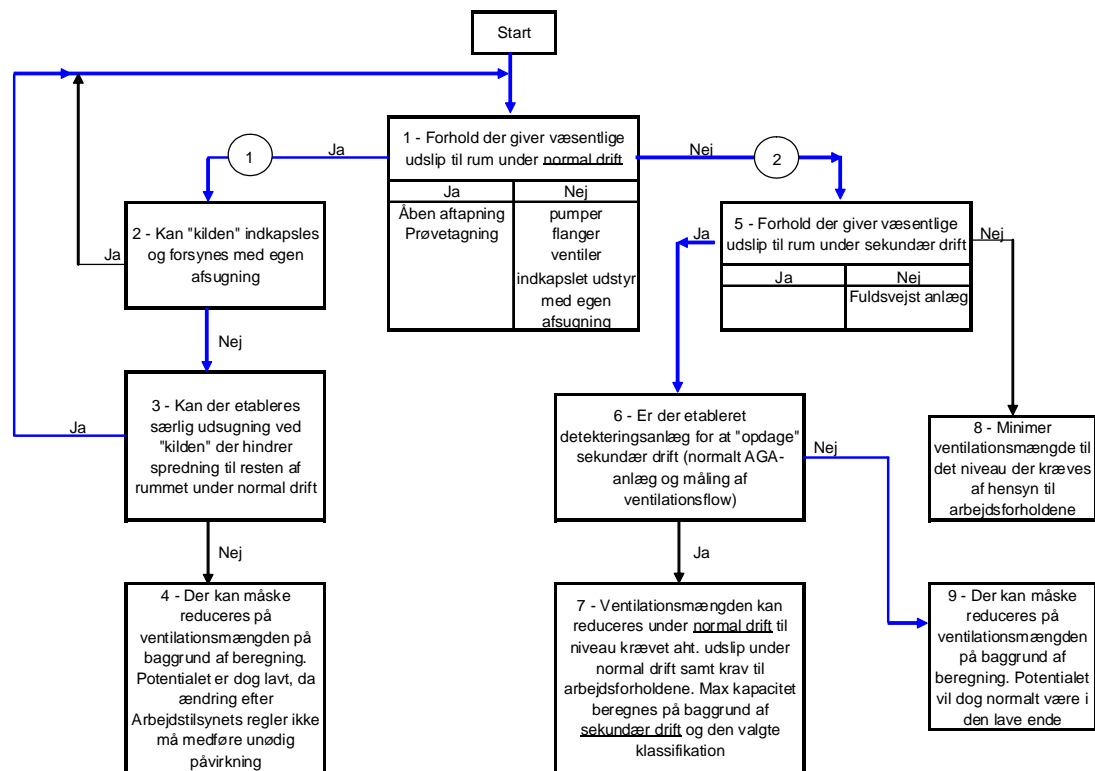 Start
1 - Forhold der giver væsentlige
udslip til rum under normal drift
Ja
Nej
Åben aftapning
Prøvetagning
pumper
flanger
ventiler
indkapslet udstyr
med egen
afsugning
Ja
1
Nej
2
2 - Kan "kilden" indkapsles
og forsynes med egen
afsugning
Ja
Nej
3 - Kan der etableres
særlig udsugning ved
"kilden" der hindrer
spredning til resten af
rummet under normal drift
Ja
Nej
4 - Der kan måske
reduceres på
ventilationsmængden på
baggrund af beregning.
Potentialet er dog lavt, da
ændring efter
Arbejdstilsynets regler ikke
må medføre unødig
påvirkning
5 - Forhold der giver væsentlige
udslip til rum under sekundær drift
Ja
Nej
Fuldsvejst anlæg
Ja
Nej
6 - Er der etableret
detekteringsanlæg for at "opdage"
sekundær drift (normalt AGA-
anlæg og måling af
ventilationsflow)
Nej
Ja
7 - Ventilationsmængden kan
reduceres under normal drift til
niveau krævet aht. udslip under
normal drift samt krav til
arbejdsforholdene. Max kapacitet
beregnes på baggrund af
sekundær drift og den valgte
klassifikation
8 - Minimer
ventilationsmængde til
det niveau der kræves
af hensyn til
arbejdsforholdene
9 - Der kan måske
reduceres på
ventilationsmængden
på baggrund af
beregning. Potentialet
vil dog normalt være i
den lave ende